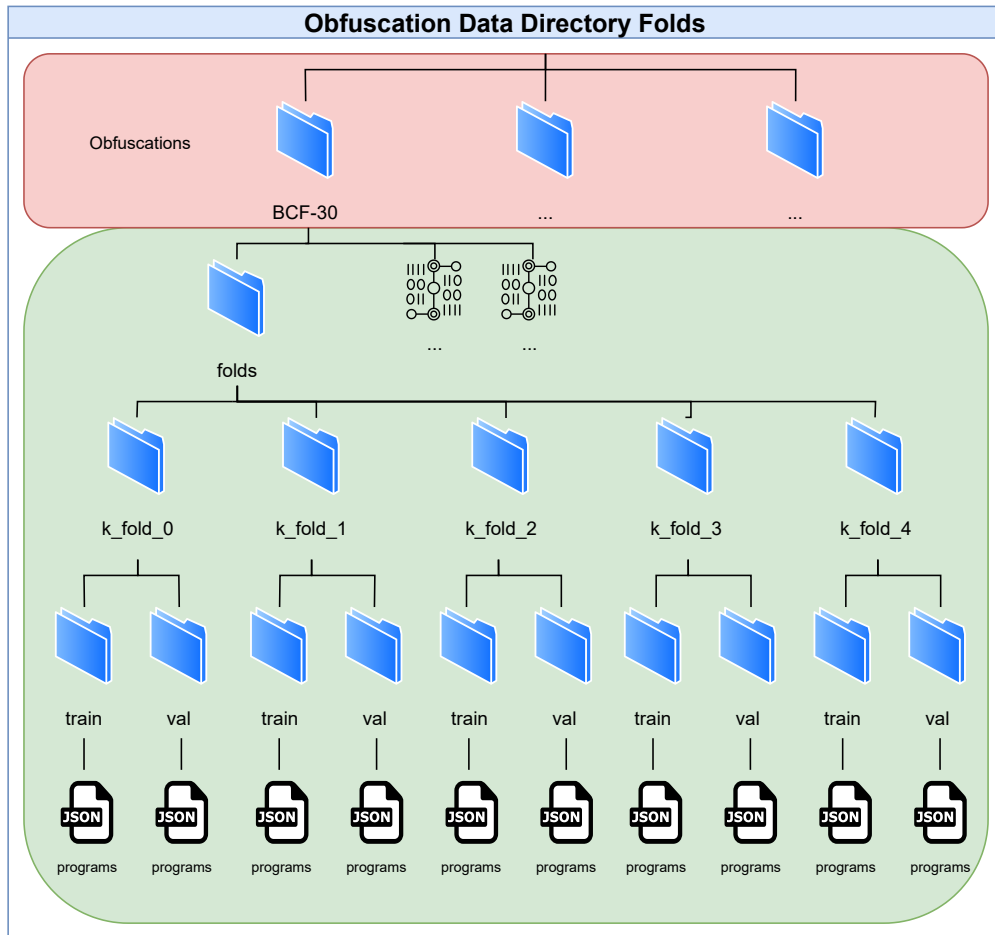 Obfuscation Data Directory Folds
Obfuscations
BCF-30
...
...
...
...
folds
k_fold_0
k_fold_1
k_fold_2
k_fold_3
k_fold_4
train
val
train
val
train
val
train
val
train
val
JSON
JSON
JSON
JSON
JSON
JSON
JSON
JSON
JSON
JSON
programs
programs
programs
programs
programs
programs
programs
programs
programs
programs